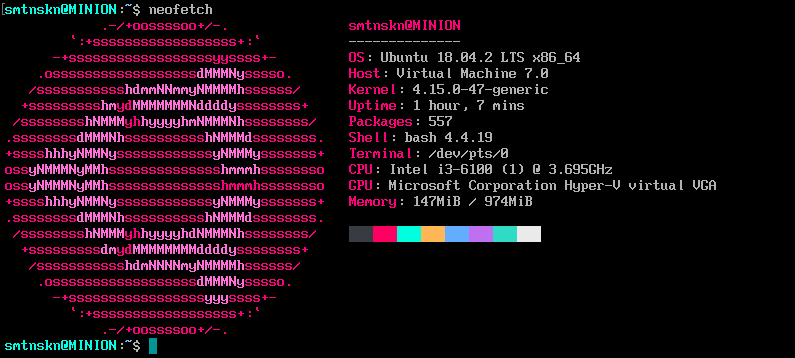 smtnskn@MINION:~$ neofetch
.-/+oossssoo+/-.
smtnskn@MINION
`:+ssssssssssssssssss+:`
--------------
-+ssssssssssssssssssyyssss+-
OS: Ubuntu 18.04.2 LTS x86_64
.ossssssssssssssssssdMMMNysssso.
Host: Virtual Machine 7.0
/ssssssssssshdmmNNmmyNMMMMhssssss/
Kernel: 4.15.0-47-generic
+ssssssssshmydMMMMMMMNddddyssssssss+
Uptime: 1 hour, 7 mins
/sssssssshNMMMyhhyyyyhmNMMMNhssssssss/
Packages: 557
.ssssssssdMMMNhsssssssssshNMMMdssssssss.
Shell: bash 4.4.19
+sssshhhyNMMNyssssssssssssyNMMMysssssss+
Terminal: /dev/pts/0
ossyNMMMNyMMhsssssssssssssshmmmhssssssso
CPU: Intel i3-6100 (1) @ 3.695GHz
ossyNMMMNyMMhsssssssssssssshmmmhssssssso
GPU: Microsoft Corporation Hyper-V virtual VGA
+sssshhhyNMMNyssssssssssssyNMMMysssssss+
Memory: 147MiB / 974MiB
.ssssssssdMMMNhsssssssssshNMMMdssssssss.
/sssssssshNMMMyhhyyyyhdNMMMNhssssssss/
+sssssssssdmydMMMMMMMMddddyssssssss+
/ssssssssssshdmNNNNmyNMMMMhssssss/
.ossssssssssssssssssdMMMNysssso.
-+sssssssssssssssssyyyssss+-
`:+ssssssssssssssssss+:`
.-/+oossssoo+/-.
smtnskn@MINION:~$